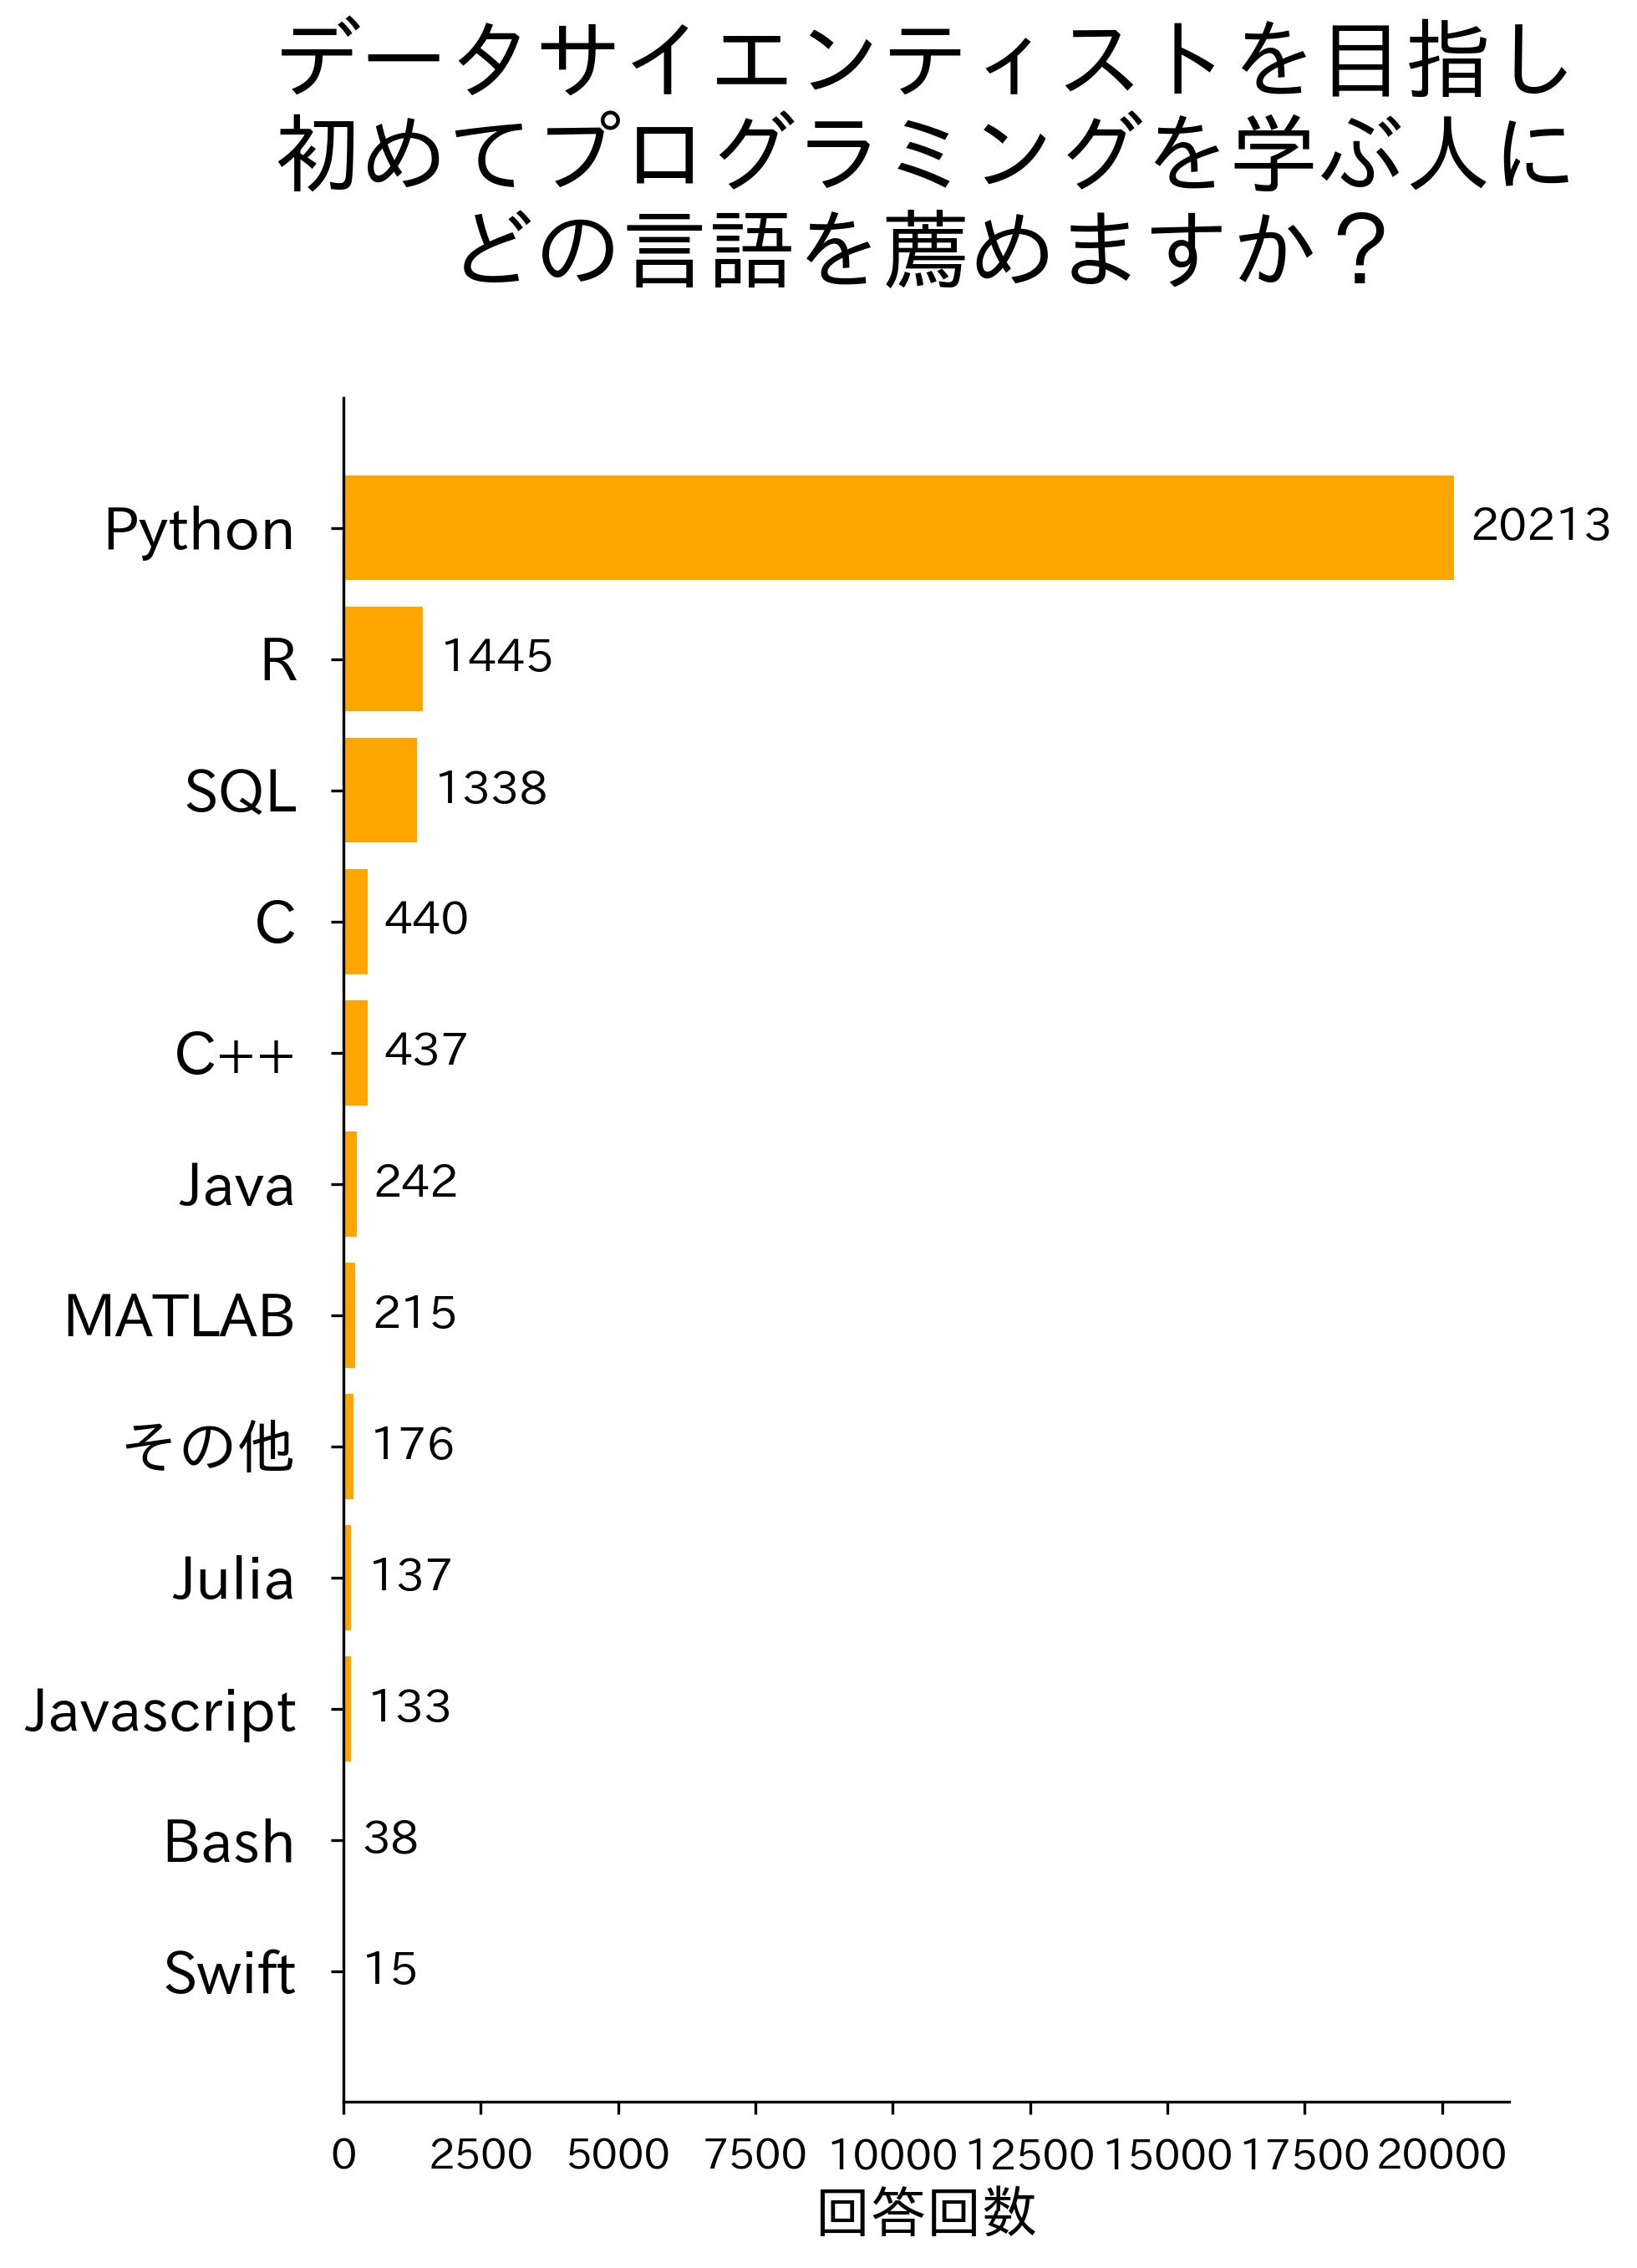 データサイエンティストを目指し
初めてプログラミングを学ぶ人に
どの言語を薦めますか？
Python 20213
R 1445
SQL 1338
C 440
C++ 437
Java 242
MATLAB 215
その他 176
Julia 137
Javascript 133
Bash 38
Swift 15
0 2500 5000 7500 10000 12500 15000 17500 20000
回答回数